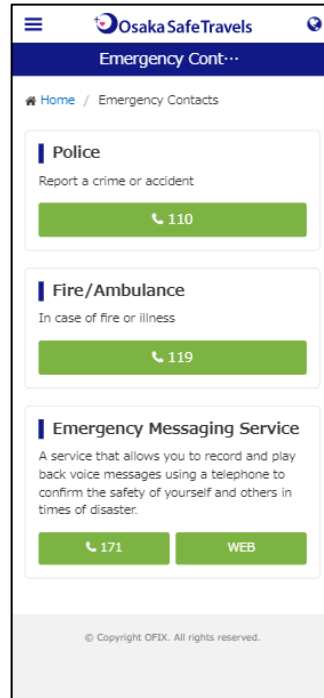 Osaka Safe Travels
Emergency Cont···
Home / Emergency Contacts
Police
Report a crime or accident
110
Fire/Ambulance
In case of fire or illness
119
Emergency Messaging Service
A service that allows you to record and play
back voice messages using a telephone to
confirm the safety of yourself and others in
times of disaster.
171 WEB
© Copyright OFIX. All rights reserved.